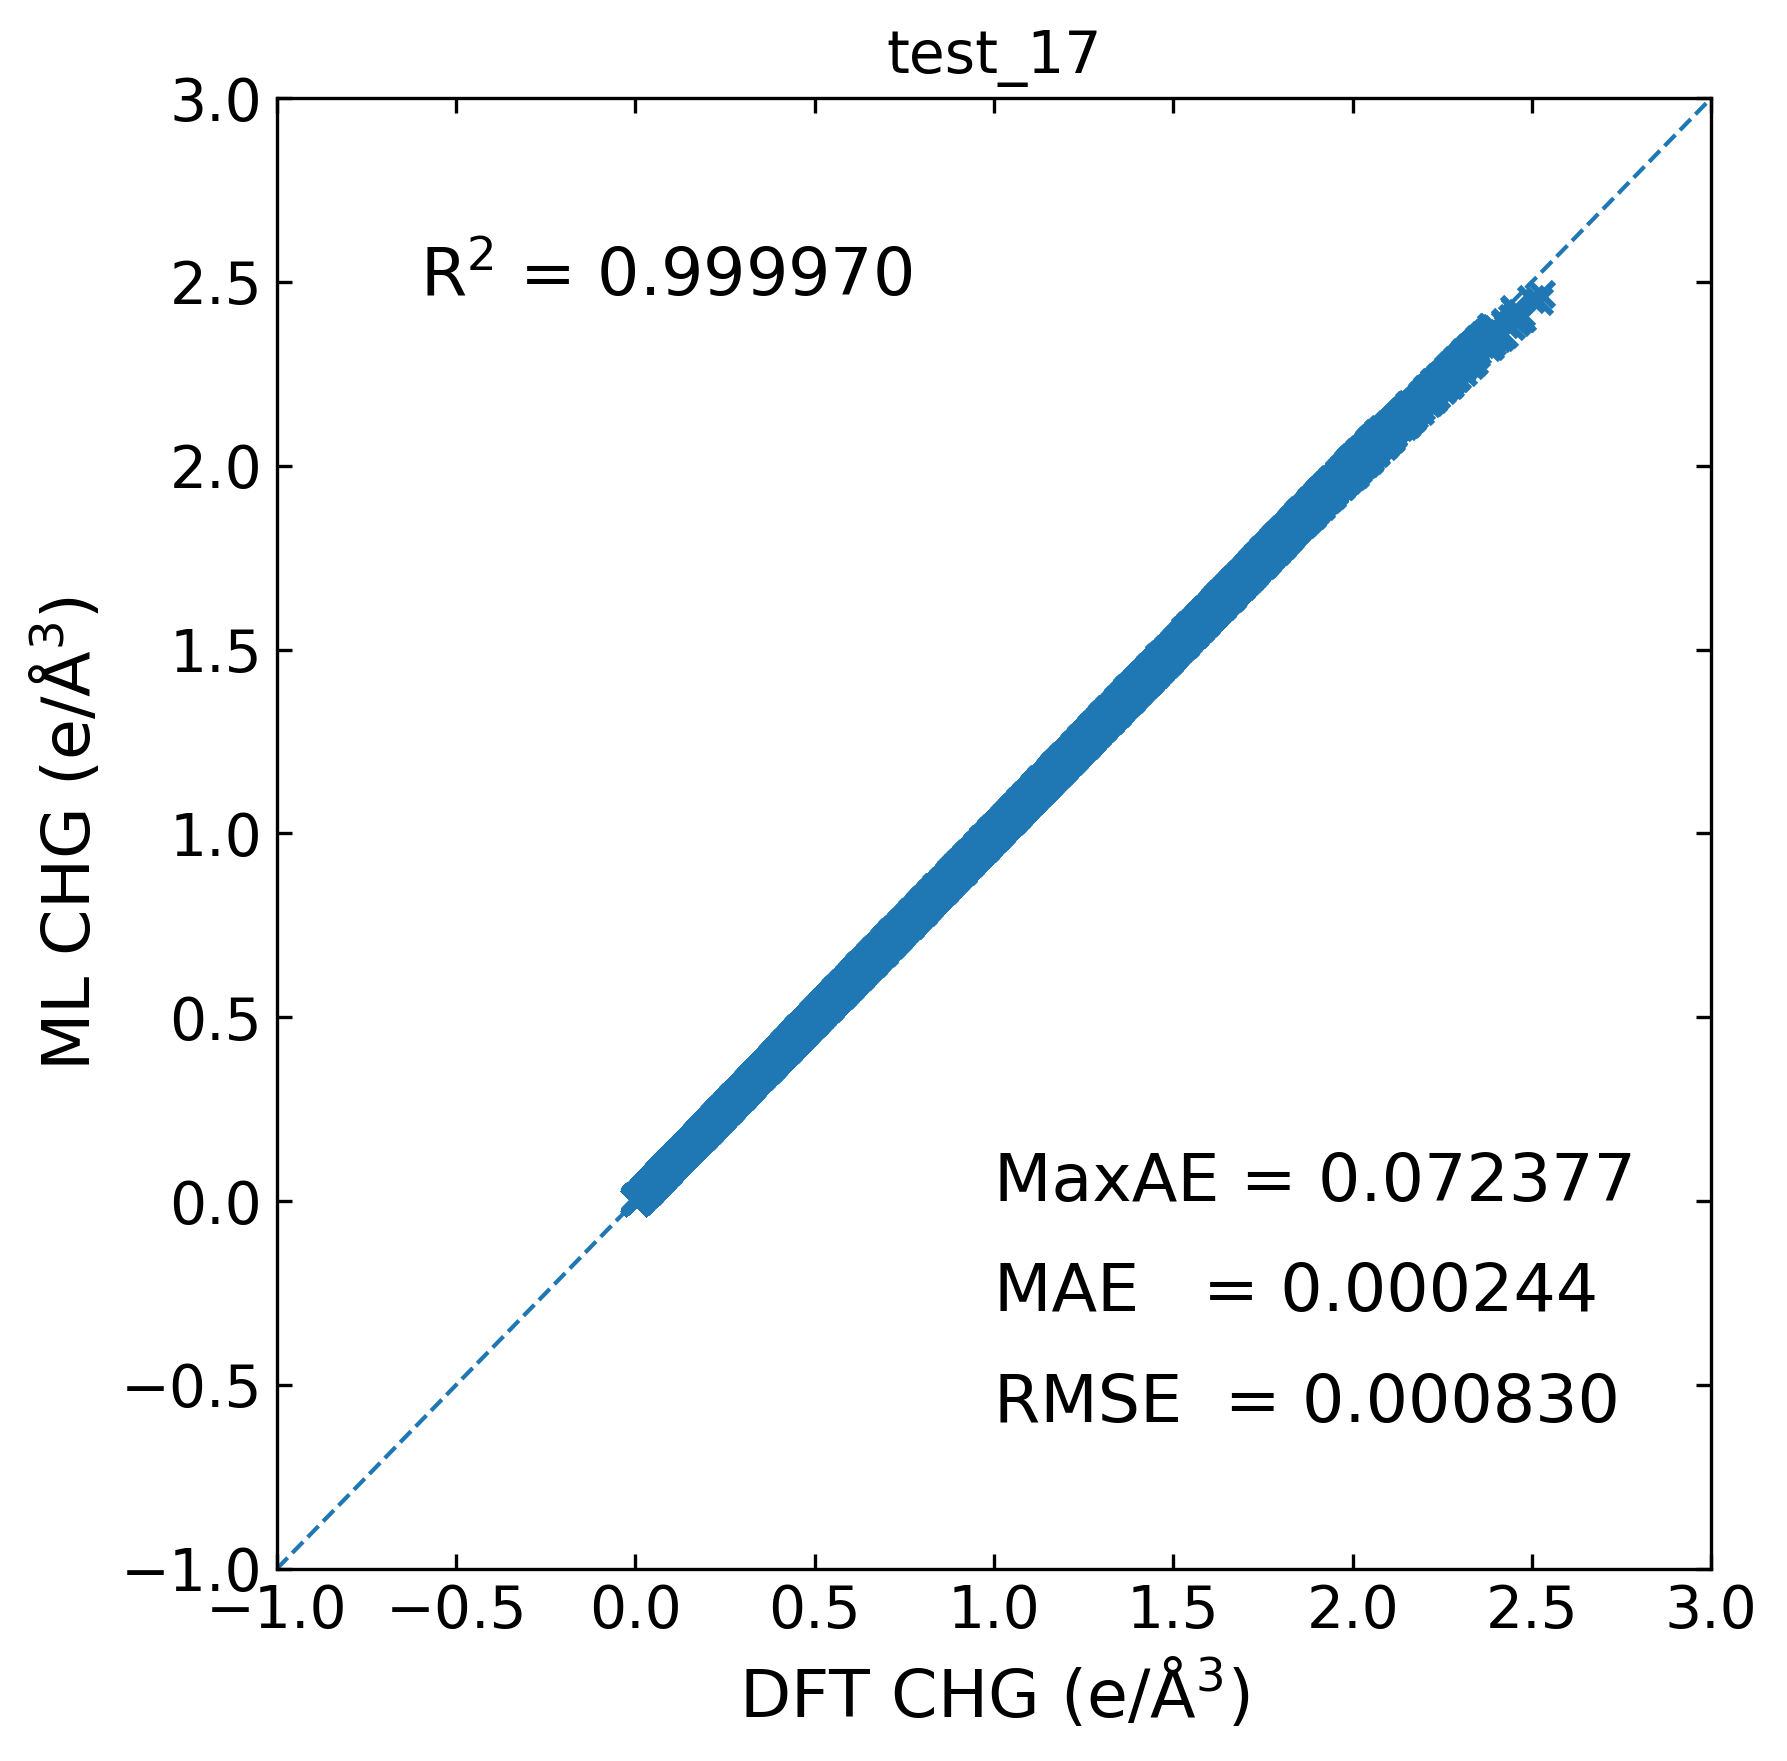 test_17
3.0
2.5
2.0
1.5
1.0
0.5
0.0
−0.5
−1.0
ML CHG (e/Å³)
R² = 0.999970
MaxAE = 0.072377
MAE = 0.000244
RMSE = 0.000830
−1.0 −0.5 0.0 0.5 1.0 1.5 2.0 2.5 3.0
DFT CHG (e/Å³)